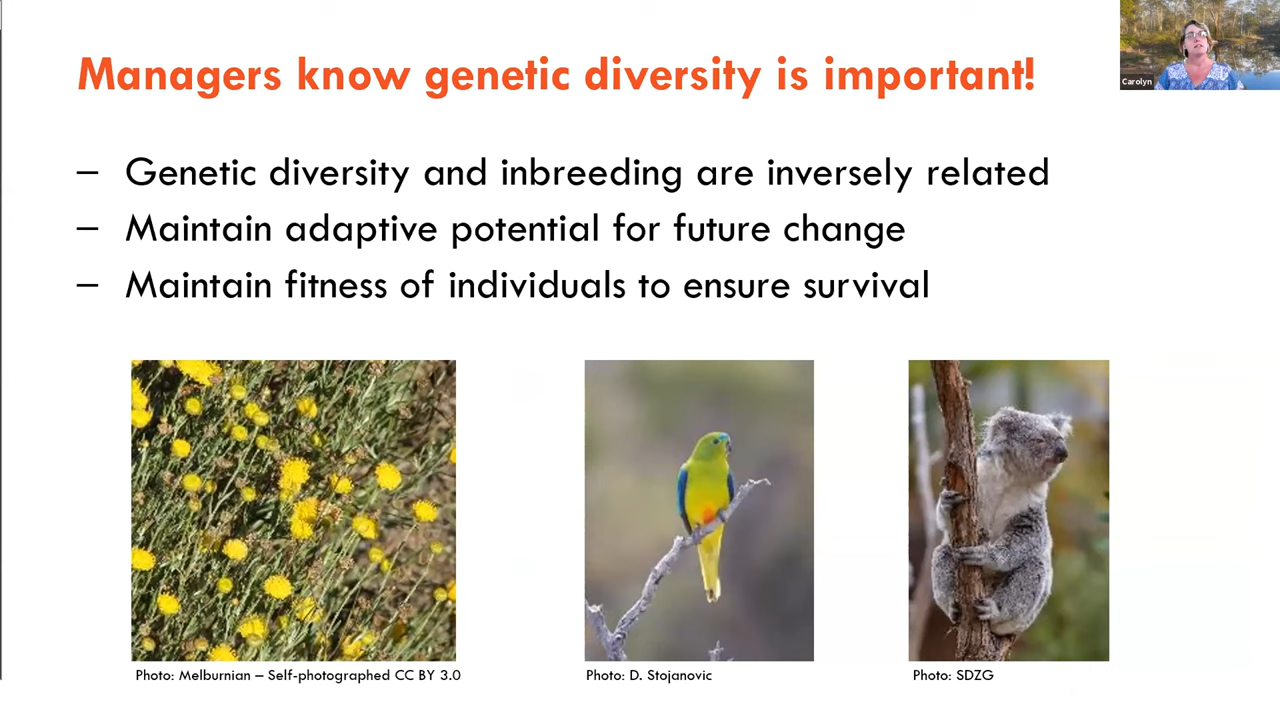 Managers know genetic diversity is important!
Carolyn
– Genetic diversity and inbreeding are inversely related
– Maintain adaptive potential for future change
– Maintain fitness of individuals to ensure survival
Photo: Melburnian – Self-photographed CC BY 3.0
Photo: D. Stojanovic
Photo: SDZG